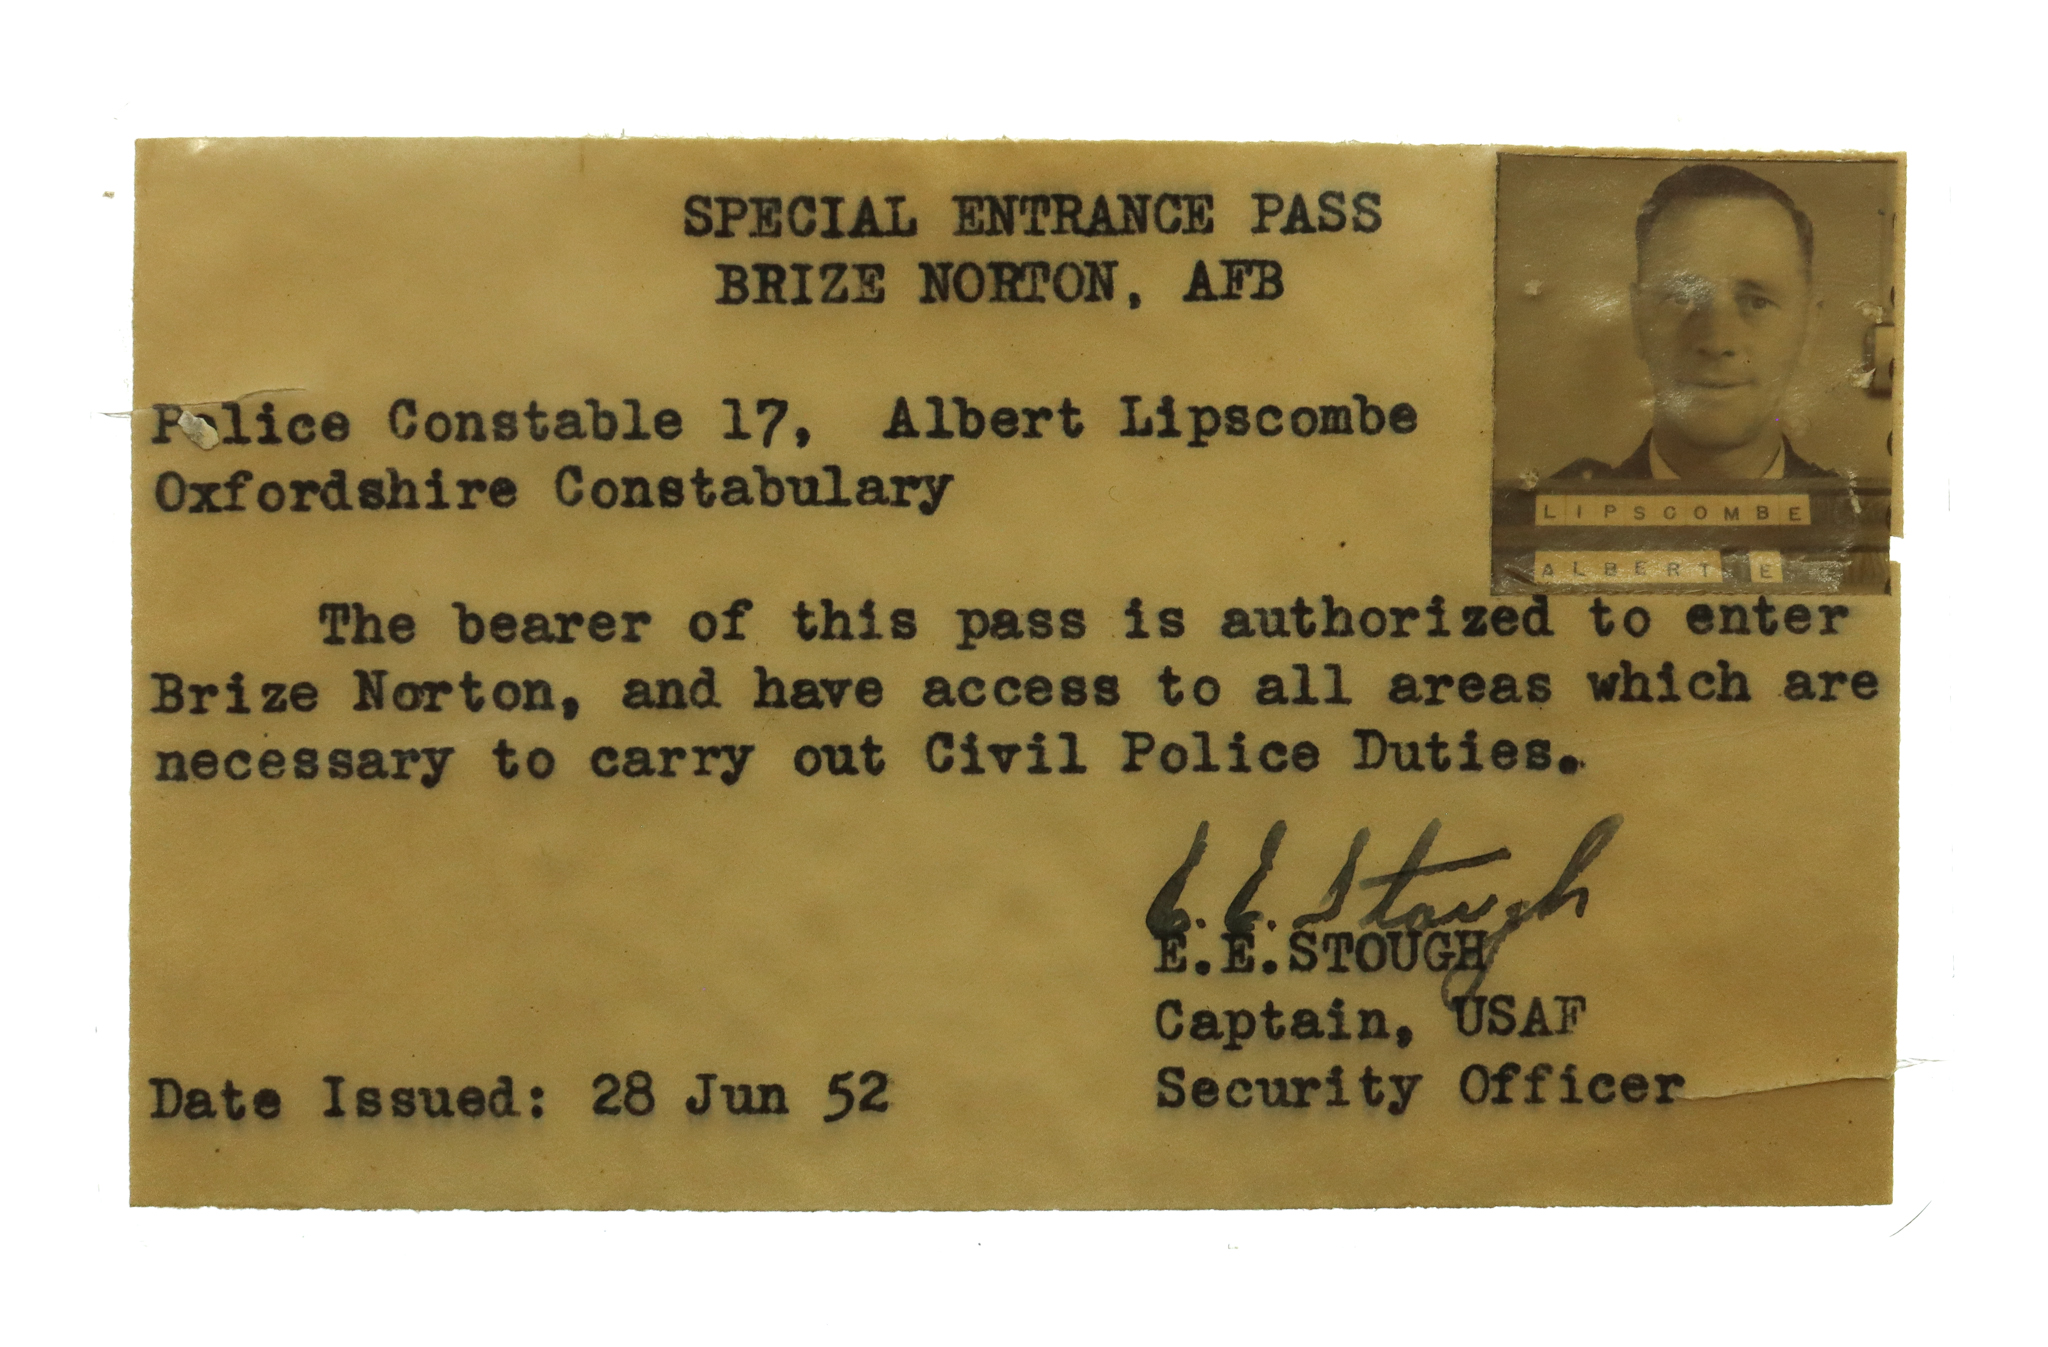 SPECIAL ENTRANCE PASS
BRIZE NORTON, AFB
Police Constable 17, Albert Lipscombe
Oxfordshire Constabulary
LIPSCOMBE
ALBERT E
The bearer of this pass is authorized to enter
Brize Norton, and have access to all areas which are
necessary to carry out Civil Police Duties.
E. E. Stough
E.E.STOUGH
Captain, USAF
Security Officer
Date Issued: 28 Jun 52